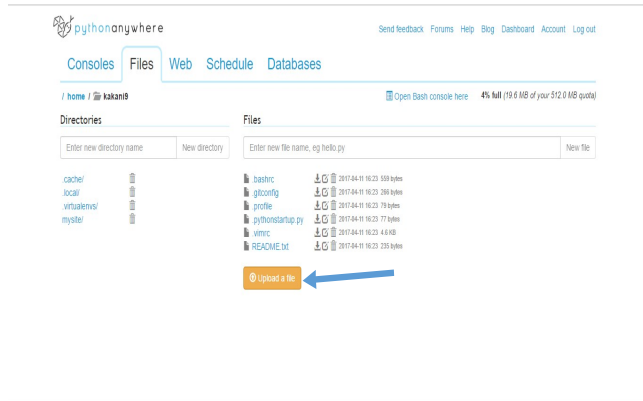 pythonanywhere
Send feedback Forums Help Blog Dashboard Account Log out
Consoles Files Web Schedule Databases
/ home / kakani9
Open Bash console here 4% full (19.6 MB of your 512.0 MB quota)
Directories
Files
Enter new directory name New directory
Enter new file name, eg hello.py New file
.cache/
.local/
.virtualenvs/
mysite/
.bashrc 2017-04-11 16:23 559 bytes
.gitconfig 2017-04-11 16:23 266 bytes
.profile 2017-04-11 16:23 79 bytes
.pythonstartup.py 2017-04-11 16:23 77 bytes
.vimrc 2017-04-11 16:23 4.6 KB
README.txt 2017-04-11 16:23 235 bytes
Upload a file